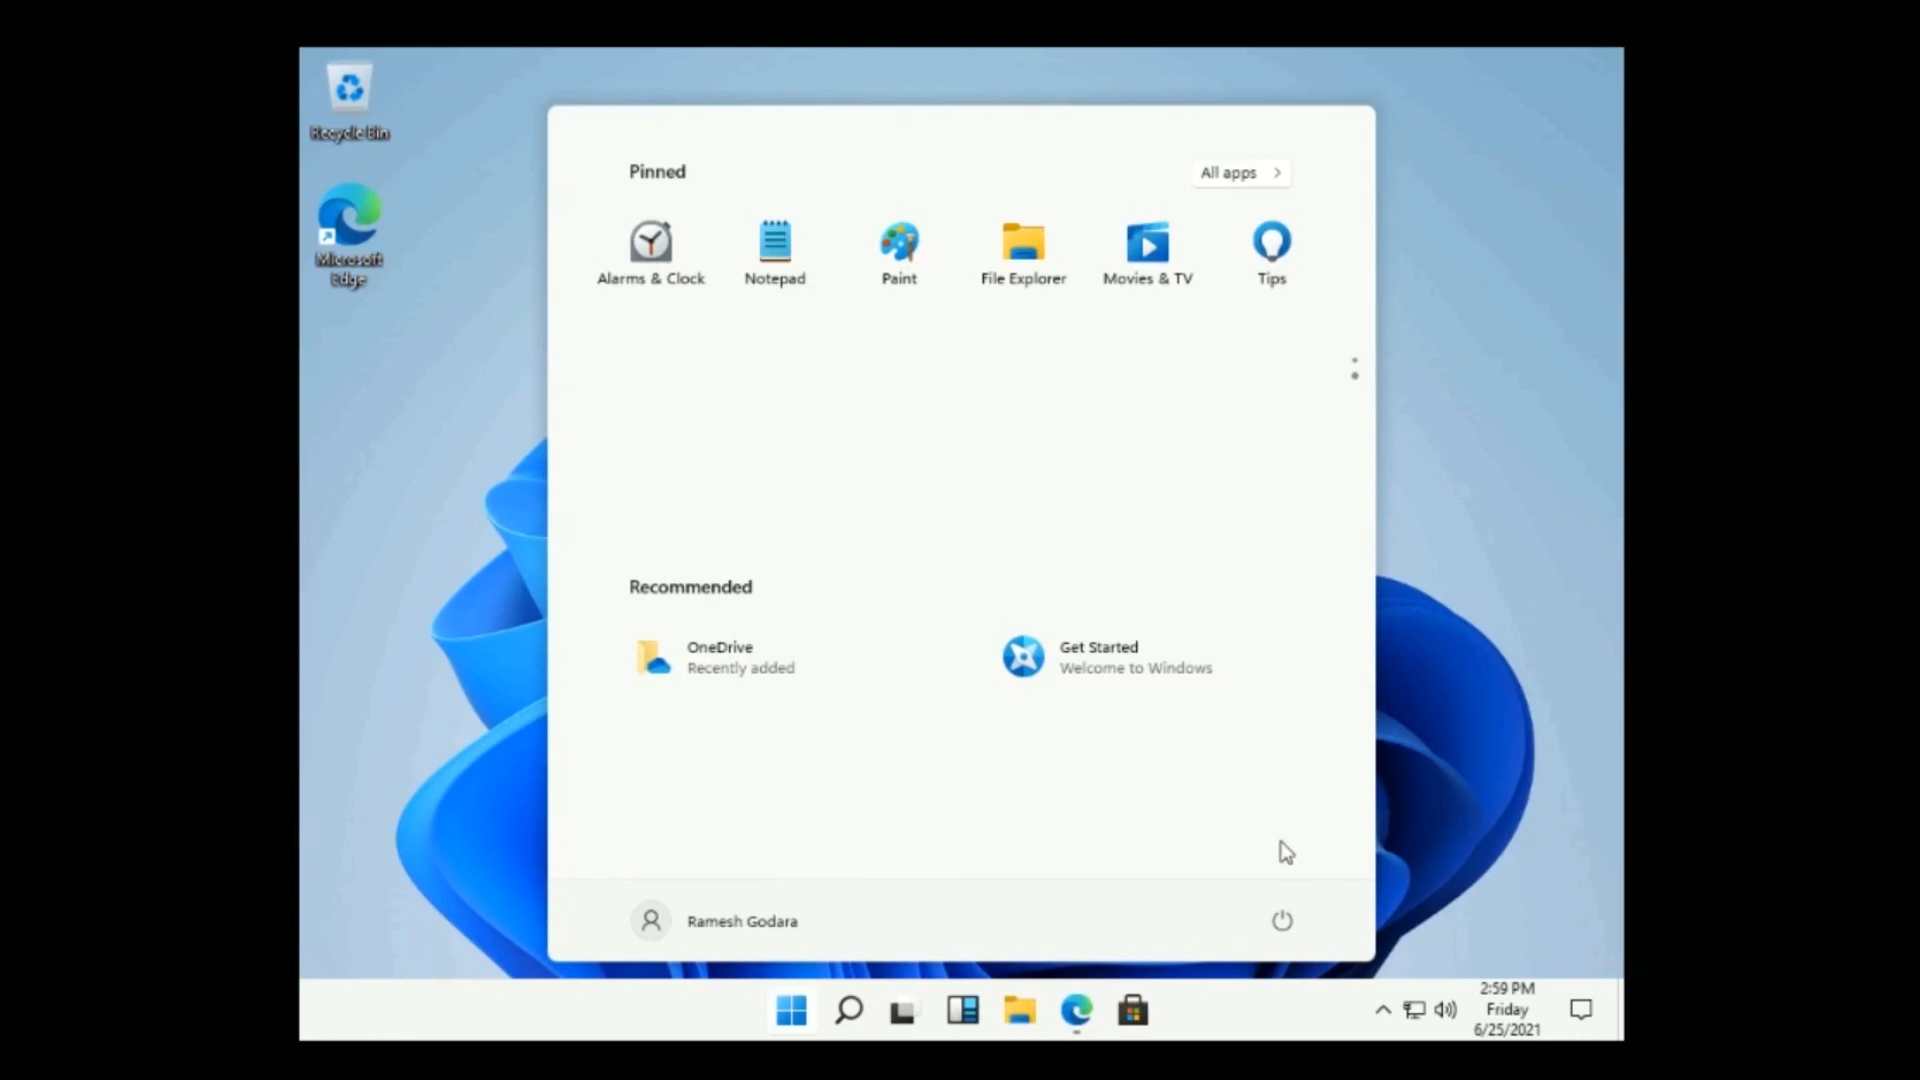 Recycle Bin
Microsoft
Edge
Pinned
All apps
Alarms & Clock
Notepad
Paint
File Explorer
Movies & TV
Tips
Recommended
OneDrive
Recently added
Get Started
Welcome to Windows
Ramesh Godara
2:59 PM
Friday
6/25/2021